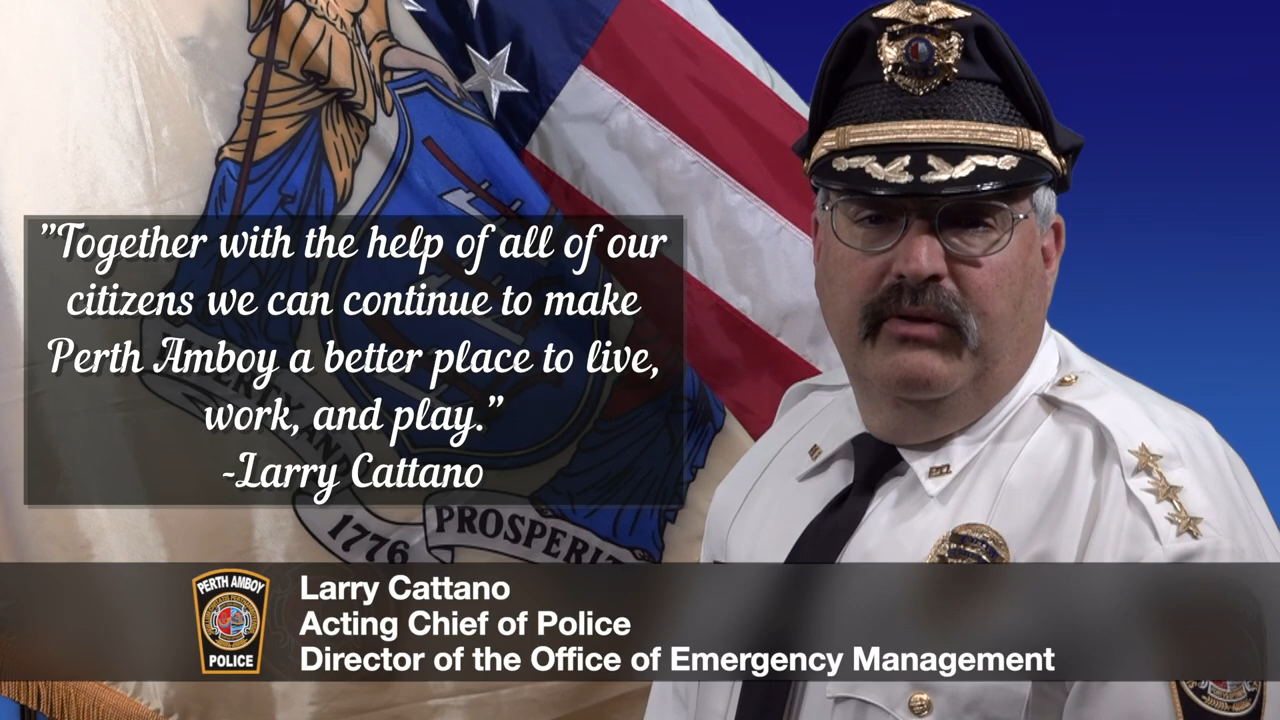 "Together with the help of all of our
citizens we can continue to make
Perth Amboy a better place to live,
work, and play."
-Larry Cattano
1776
PERTH AMBOY
POLICE
Larry Cattano
Acting Chief of Police
Director of the Office of Emergency Management